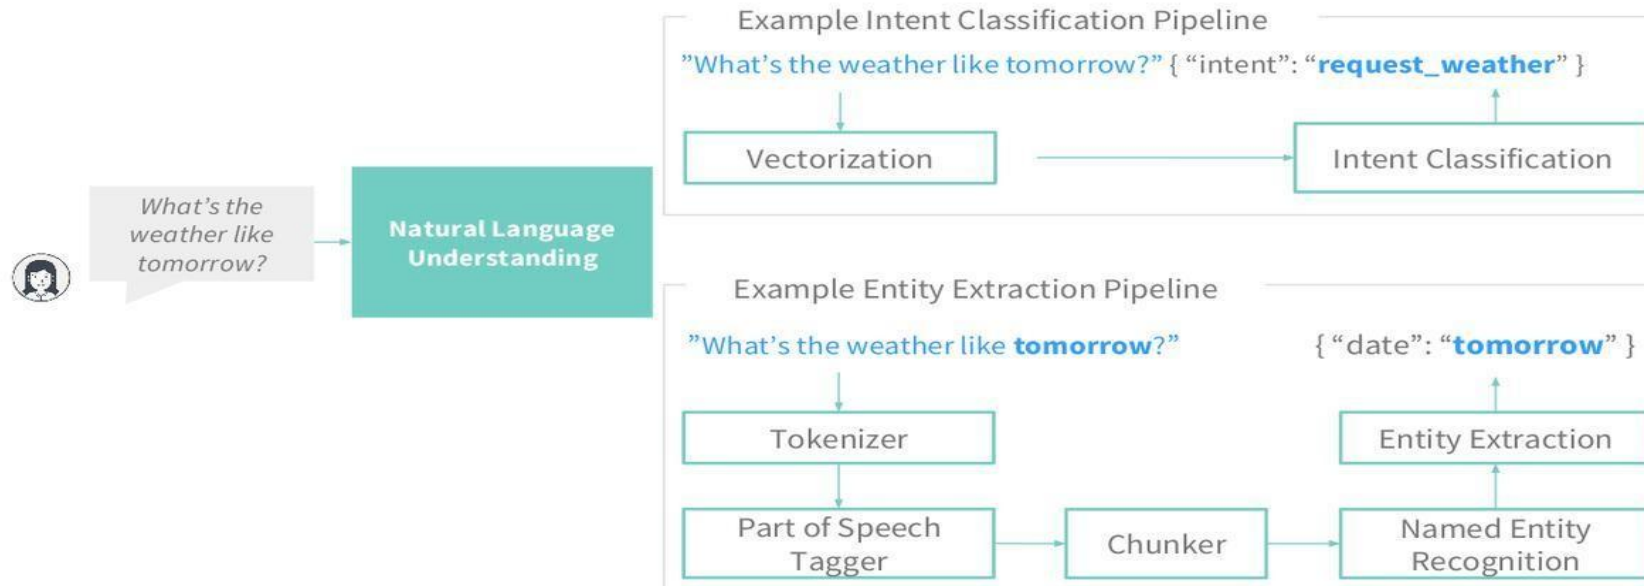 Example Intent Classification Pipeline
”What’s the weather like tomorrow?” { “intent”: “request_weather” }
Vectorization
Intent Classification
What’s the
weather like
tomorrow?
Natural Language
Understanding
Example Entity Extraction Pipeline
”What’s the weather like tomorrow?”
{ “date”: “tomorrow” }
Tokenizer
Entity Extraction
Part of Speech
Tagger
Chunker
Named Entity
Recognition